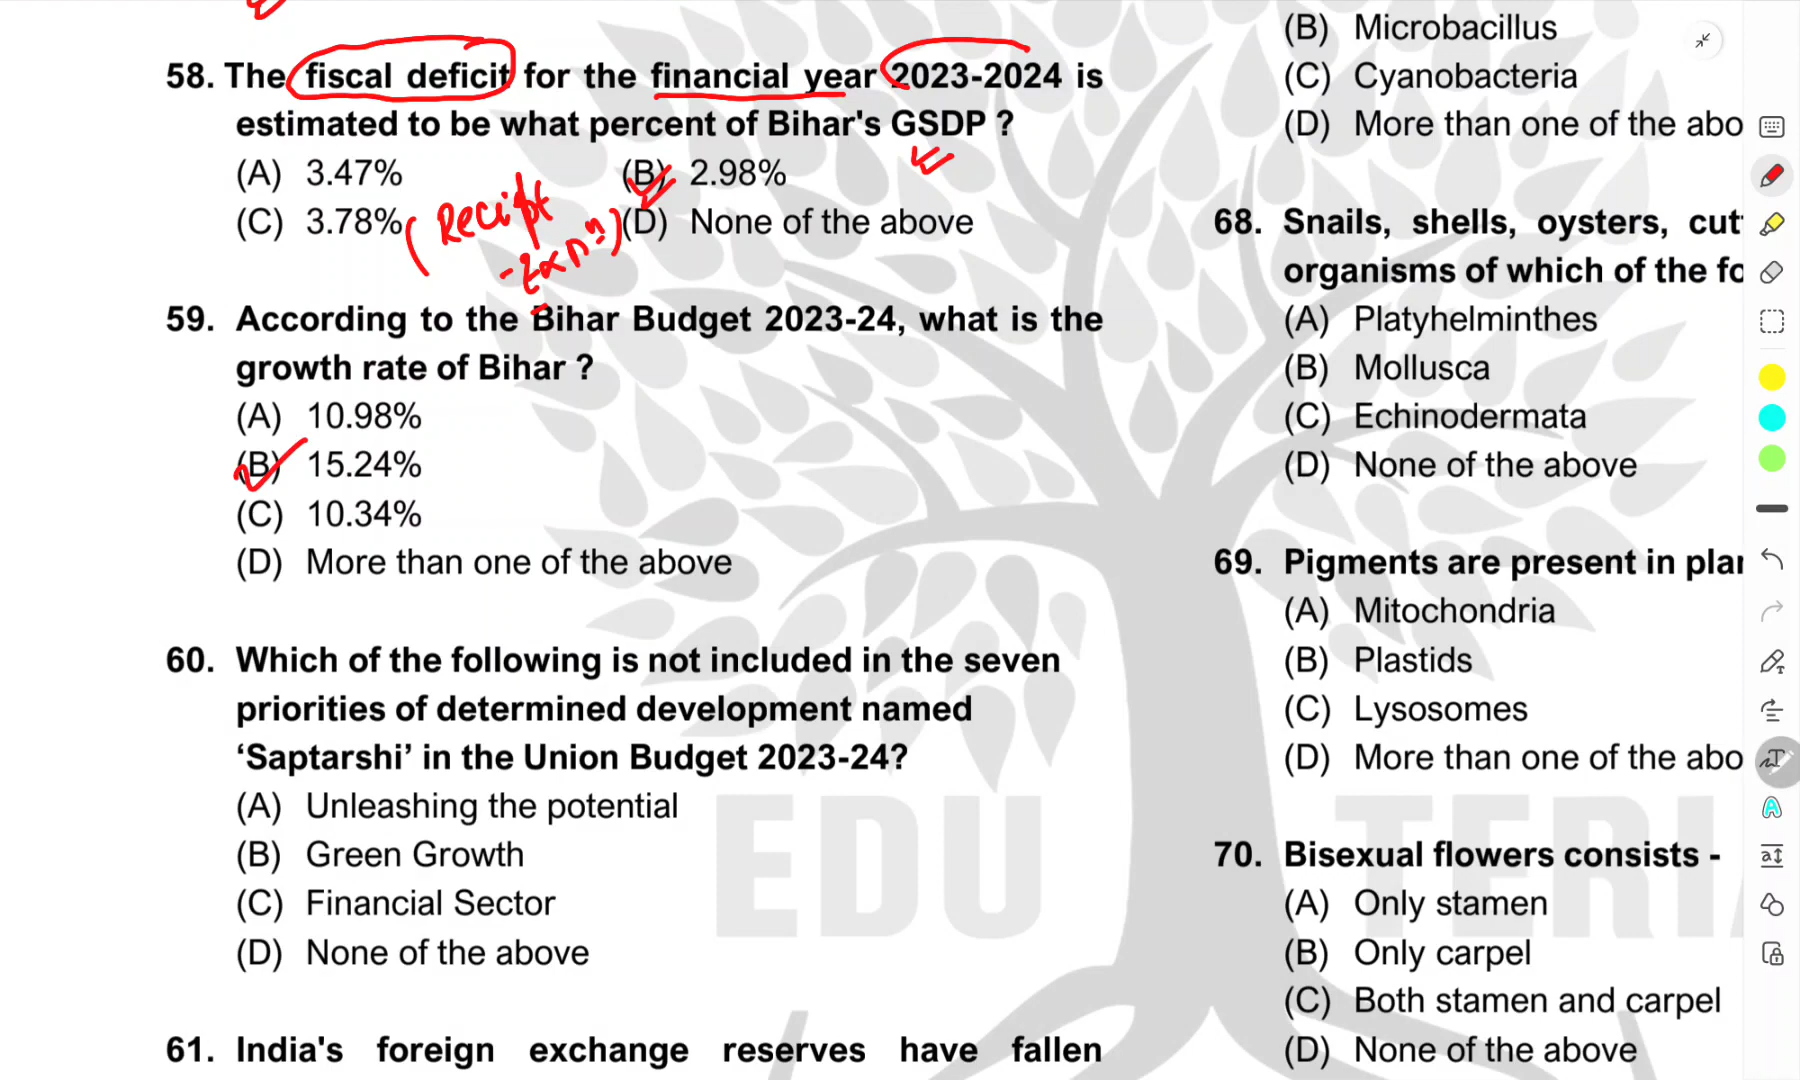 58. The fiscal deficit for the financial year 2023-2024 is
estimated to be what percent of Bihar's GSDP ?
(A) 3.47% (B) 2.98%
(C) 3.78% (D) None of the above
(Recipt
-Exp
59. According to the Bihar Budget 2023-24, what is the
growth rate of Bihar ?
(A) 10.98%
(B) 15.24%
(C) 10.34%
(D) More than one of the above
60. Which of the following is not included in the seven
priorities of determined development named
‘Saptarshi’ in the Union Budget 2023-24?
(A) Unleashing the potential
(B) Green Growth
(C) Financial Sector
(D) None of the above
61. India's foreign exchange reserves have fallen
(B) Microbacillus
(C) Cyanobacteria
(D) More than one of the abo
68. Snails, shells, oysters, cut
organisms of which of the fo
(A) Platyhelminthes
(B) Mollusca
(C) Echinodermata
(D) None of the above
69. Pigments are present in plan
(A) Mitochondria
(B) Plastids
(C) Lysosomes
(D) More than one of the abo
70. Bisexual flowers consists -
(A) Only stamen
(B) Only carpel
(C) Both stamen and carpel
(D) None of the above
EDU TERIA